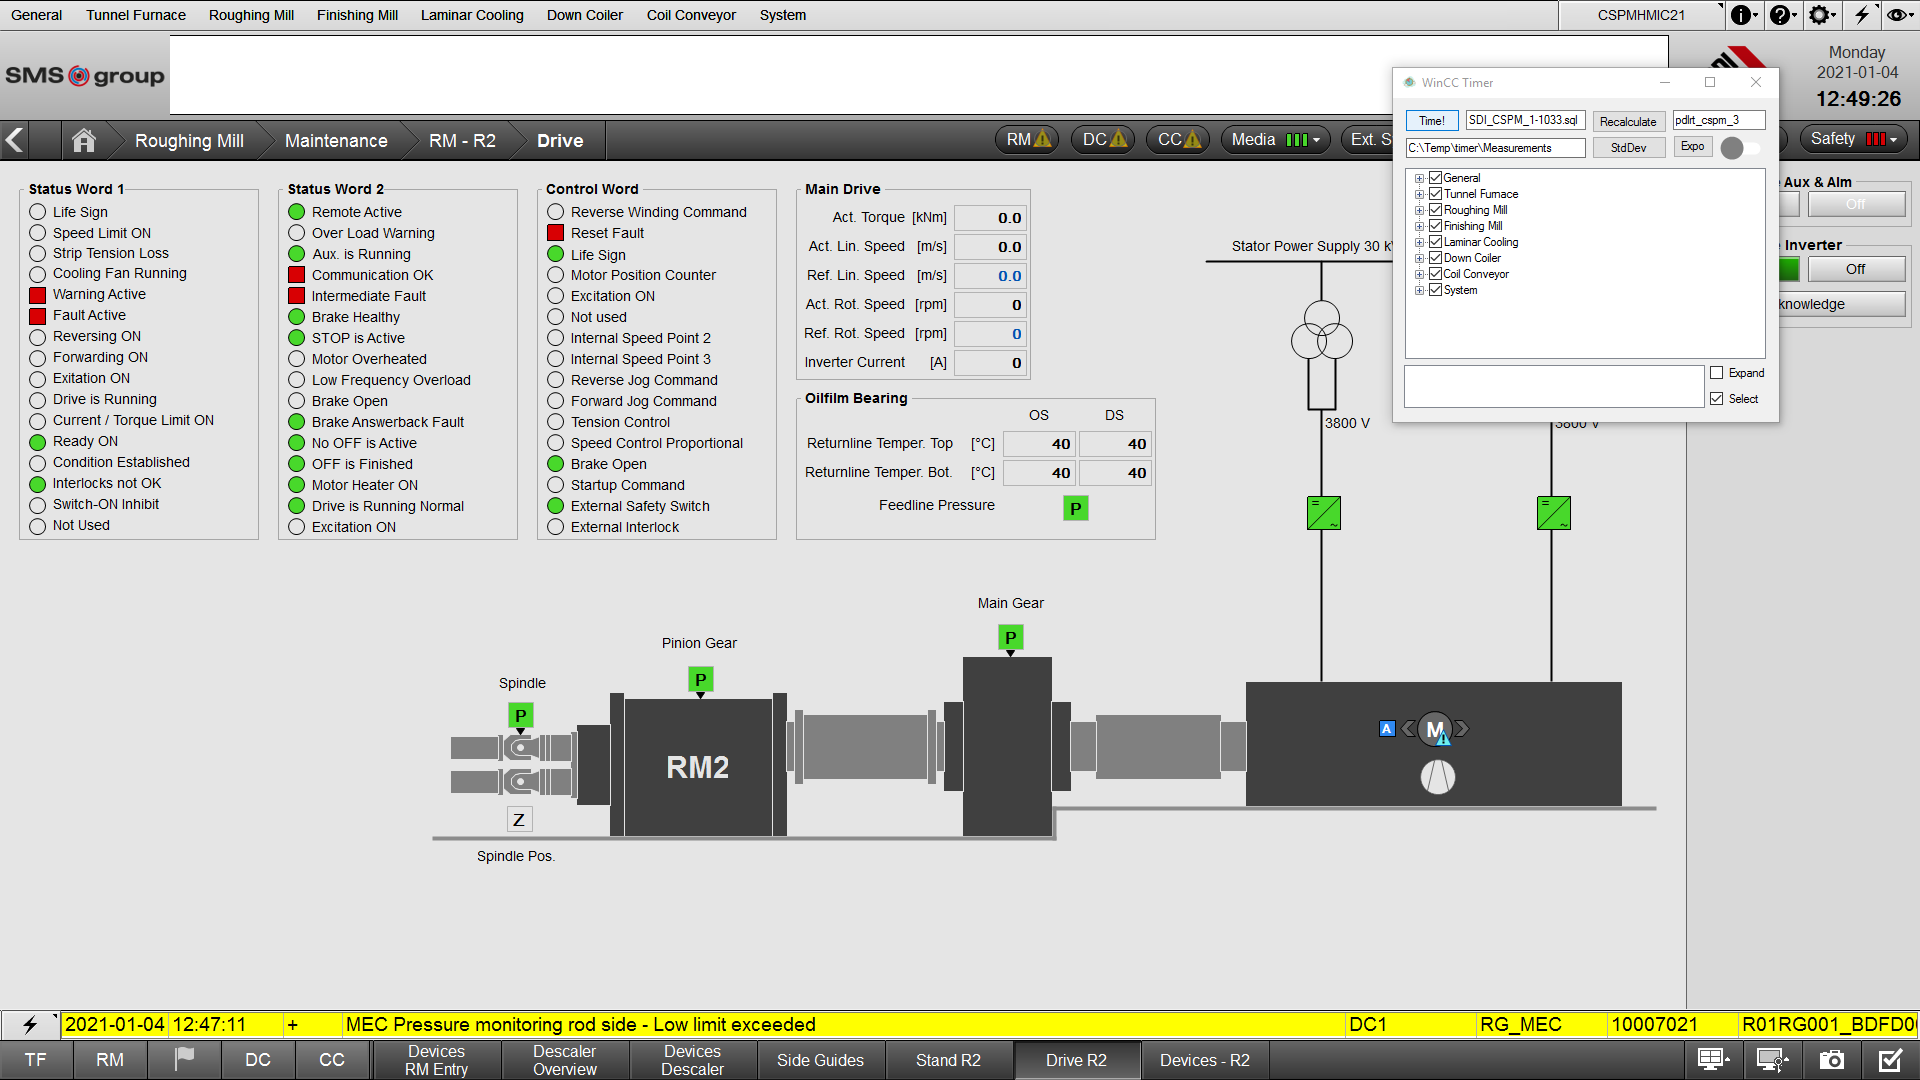 General Tunnel Furnace Roughing Mill Finishing Mill Laminar Cooling Down Coiler Coil Conveyor System CSPMHMIC21
SMS group
Monday
2021-01-04
12:49:26
WinCC Timer
Time! SDI_CSPM_1-1033.sql Recalculate pdlrt_cspm_3
C:\Temp\timer\Measurements StdDev Expo
General
Tunnel Furnace
Roughing Mill
Finishing Mill
Laminar Cooling
Down Coiler
Coil Conveyor
System
Expand
Select
Roughing Mill Maintenance RM - R2 Drive RM DC CC Media Ext. S Safety
Status Word 1
Life Sign
Speed Limit ON
Strip Tension Loss
Cooling Fan Running
Warning Active
Fault Active
Reversing ON
Forwarding ON
Exitation ON
Drive is Running
Current / Torque Limit ON
Ready ON
Condition Established
Interlocks not OK
Switch-ON Inhibit
Not Used
Status Word 2
Remote Active
Over Load Warning
Aux. is Running
Communication OK
Intermediate Fault
Brake Healthy
STOP is Active
Motor Overheated
Low Frequency Overload
Brake Open
Brake Answerback Fault
No OFF is Active
OFF is Finished
Motor Heater ON
Drive is Running Normal
Excitation ON
Control Word
Reverse Winding Command
Reset Fault
Life Sign
Motor Position Counter
Excitation ON
Not used
Internal Speed Point 2
Internal Speed Point 3
Reverse Jog Command
Forward Jog Command
Tension Control
Speed Control Proportional
Brake Open
Startup Command
External Safety Switch
External Interlock
Main Drive
Act. Torque [kNm] 0.0
Act. Lin. Speed [m/s] 0.0
Ref. Lin. Speed [m/s] 0.0
Act. Rot. Speed [rpm] 0
Ref. Rot. Speed [rpm] 0
Inverter Current [A] 0
Oilfilm Bearing
OS DS
Returnline Temper. Top [°C] 40 40
Returnline Temper. Bot. [°C] 40 40
Feedline Pressure P
Stator Power Supply 30
3800 V 3800 V
= ~ = ~
Aux & Alm
Off
Inverter
Off
knowledge
Main Gear
P
Pinion Gear
P
Spindle
P
RM2
A M
Z
Spindle Pos.
2021-01-04 12:47:11 + MEC Pressure monitoring rod side - Low limit exceeded DC1 RG_MEC 10007021 R01RG001_BDFD0
TF RM DC CC Devices RM Entry Descaler Overview Devices Descaler Side Guides Stand R2 Drive R2 Devices - R2